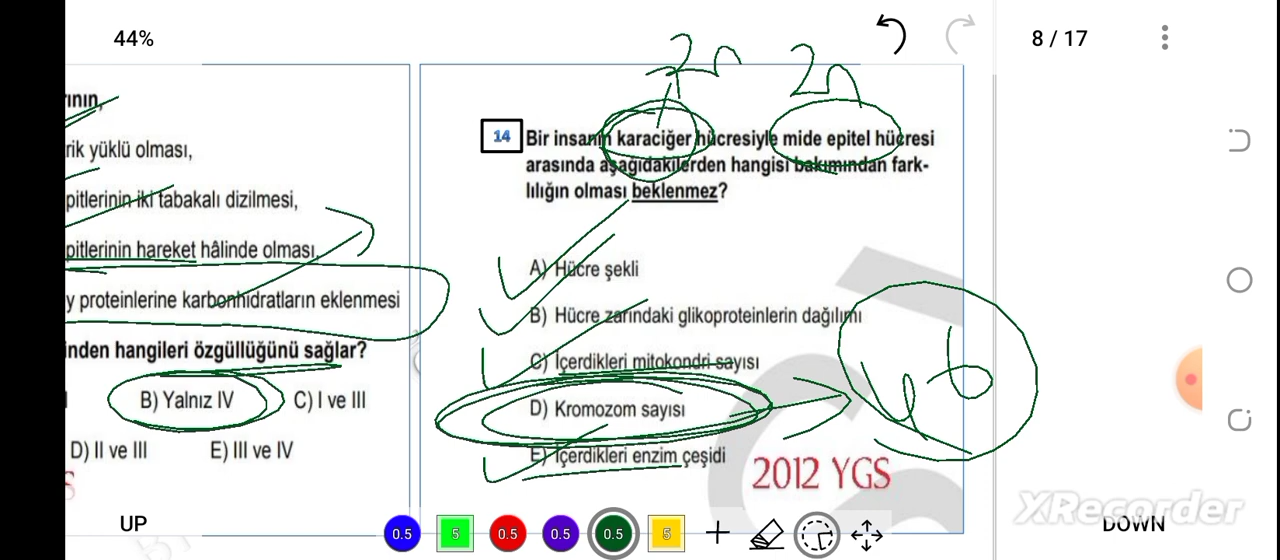 44%
8 / 17
rının,
rik yüklü olması,
pitlerinin iki tabakalı dizilmesi,
pitlerinin hareket hâlinde olması,
y proteinlerine karbonhidratların eklenmesi
inden hangileri özgüllüğünü sağlar?
I B) Yalnız IV C) I ve III
D) II ve III E) III ve IV
S
2n 2n
14 Bir insanın karaciğer hücresiyle mide epitel hücresi
arasında aşağıdakilerden hangisi bakımından fark-
lılığın olması beklenmez?
A) Hücre şekli
B) Hücre zarındaki glikoproteinlerin dağılımı
C) İçerdikleri mitokondri sayısı
D) Kromozom sayısı
46
E) İçerdikleri enzim çeşidi
2012 YGS
UP
0.5 5 0.5 0.5 0.5 5
DOWN
XRecorder